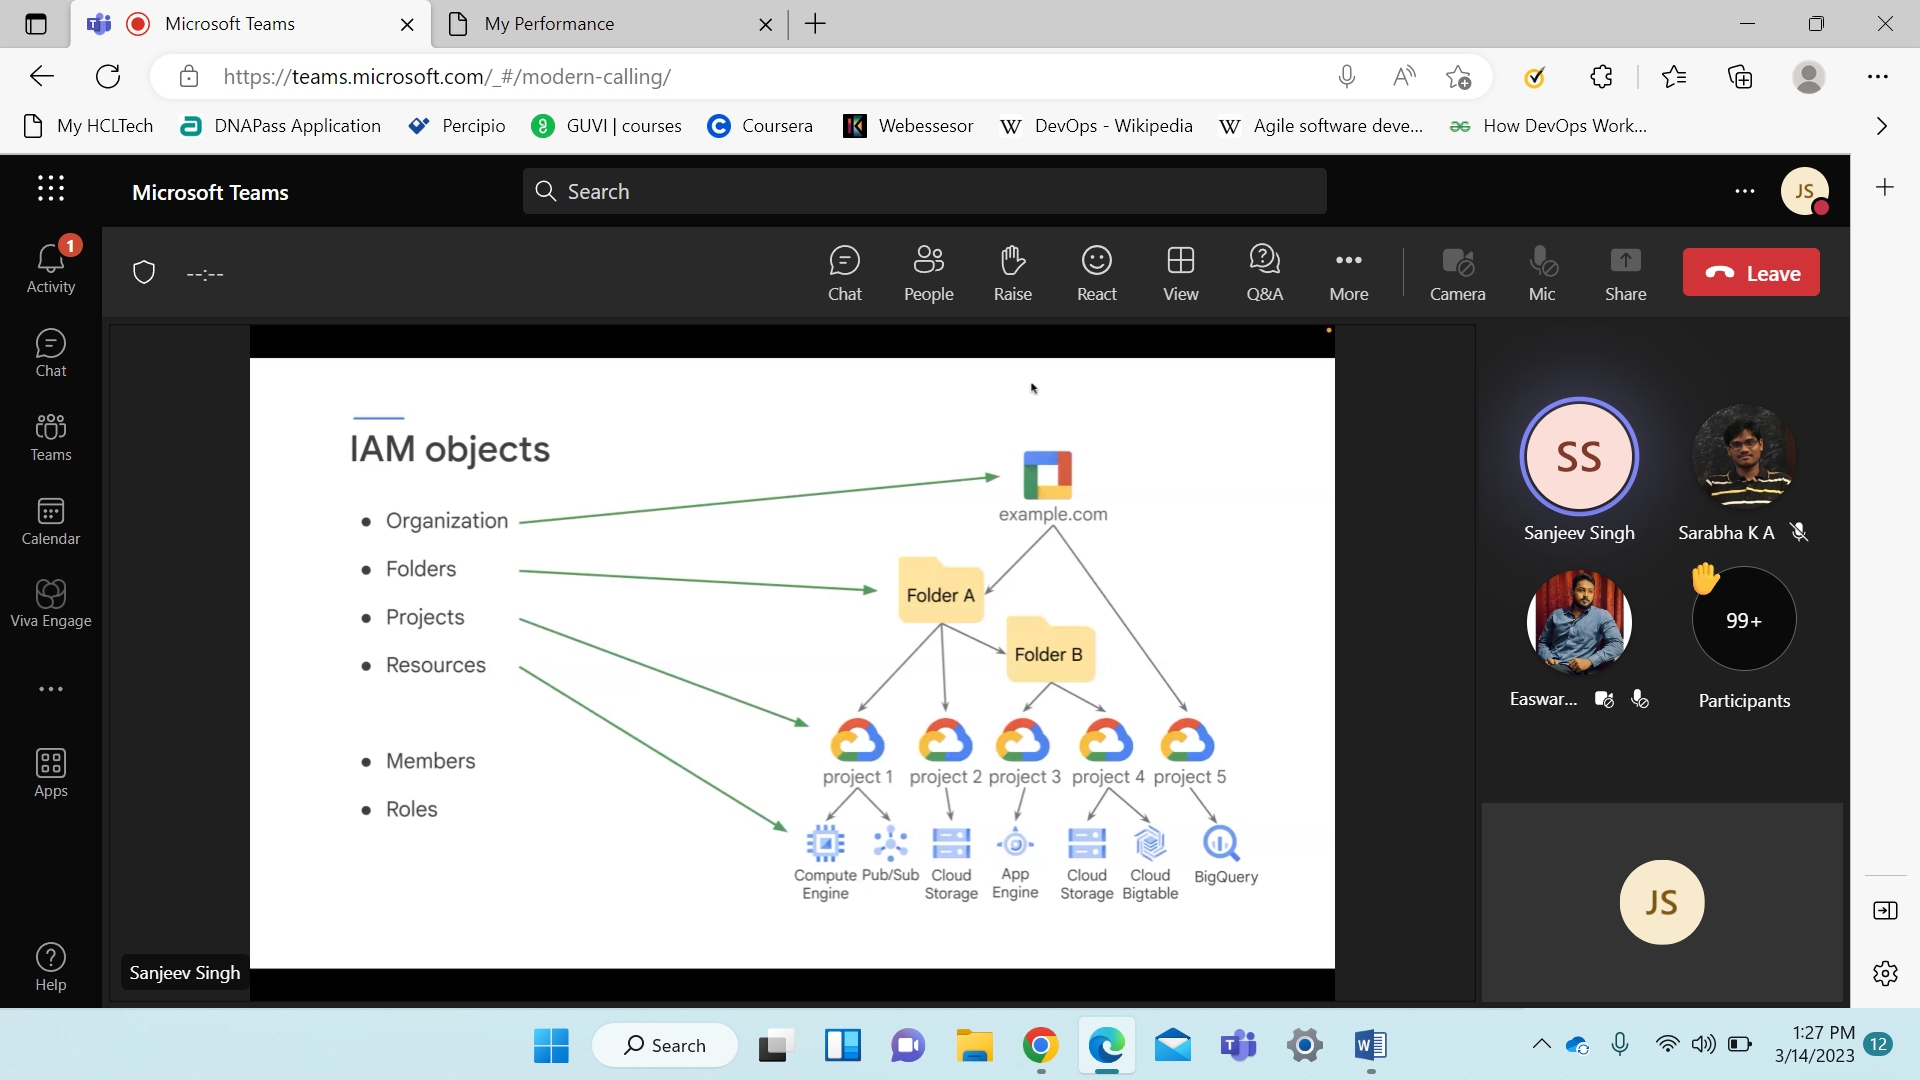 Microsoft Teams
My Performance
https://teams.microsoft.com/_#/modern-calling/
My HCLTech
DNAPass Application
Percipio
GUVI | courses
Coursera
Webessesor
DevOps - Wikipedia
Agile software deve...
How DevOps Work...
Microsoft Teams
Search
JS
1
Activity
Chat
Teams
Calendar
Viva Engage
Apps
Help
--:--
Chat
People
Raise
React
View
Q&A
More
Camera
Mic
Share
Leave
IAM objects
• Organization
• Folders
• Projects
• Resources
• Members
• Roles
example.com
Folder A
Folder B
project 1
project 2
project 3
project 4
project 5
Compute
Engine
Pub/Sub
Cloud
Storage
App
Engine
Cloud
Storage
Cloud
Bigtable
BigQuery
Sanjeev Singh
SS
Sanjeev Singh
Sarabha K A
Easwar...
99+
Participants
JS
Search
1:27 PM
3/14/2023
12